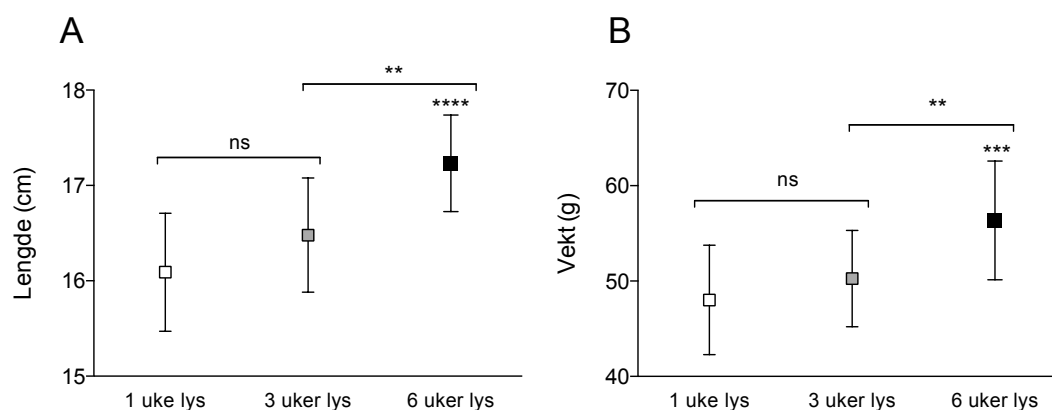 A
**
18
****
ns
17
Lengde (cm)
16
15
1 uke lys
3 uker lys
6 uker lys
B
70
**
***
60
ns
Vekt (g)
50
40
1 uke lys
3 uker lys
6 uker lys